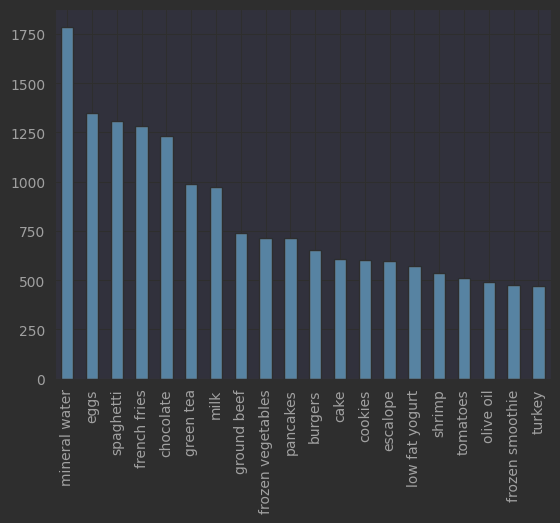 1750
1500
1250
1000
750
500
250
0
mineral water
eggs
spaghetti
french fries
chocolate
green tea
milk
ground beef
frozen vegetables
pancakes
burgers
cake
cookies
escalope
low fat yogurt
shrimp
tomatoes
olive oil
frozen smoothie
turkey